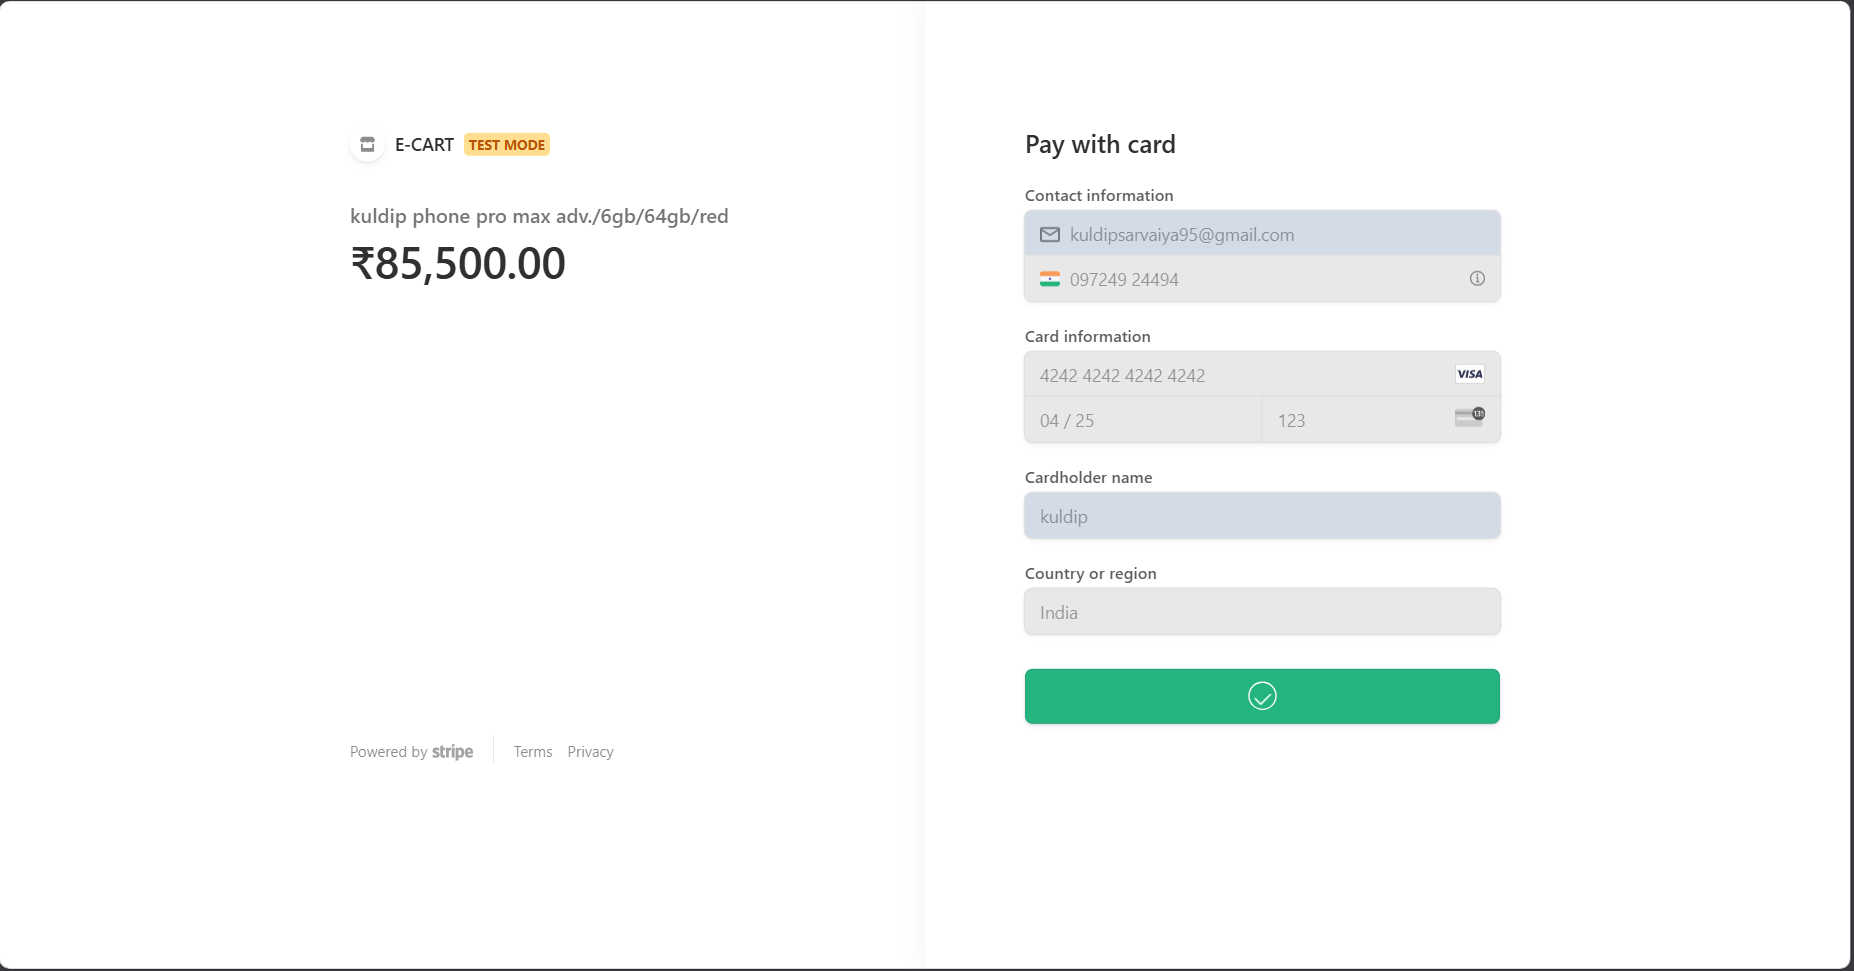 E-CART TEST MODE
kuldip phone pro max adv./6gb/64gb/red
₹85,500.00
Powered by stripe
Terms Privacy
Pay with card
Contact information
kuldipsarvaiya95@gmail.com
097249 24494
Card information
4242 4242 4242 4242 VISA
04 / 25 123 135
Cardholder name
kuldip
Country or region
India